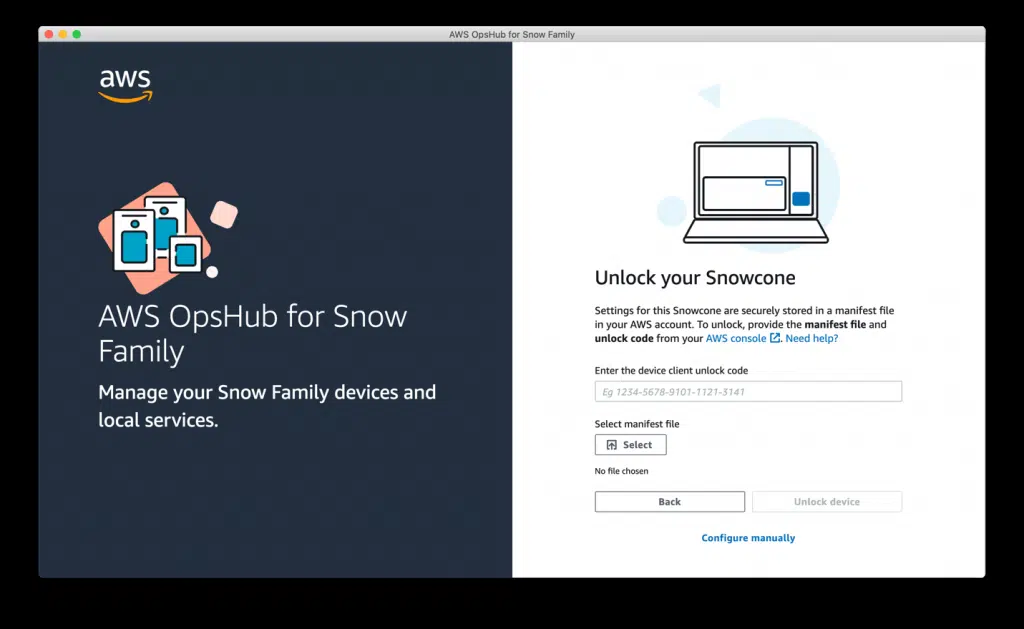 AWS OpsHub for Snow Family
aws
AWS OpsHub for Snow
Family
Manage your Snow Family devices and
local services.
Unlock your Snowcone
Settings for this Snowcone are securely stored in a manifest file
in your AWS account. To unlock, provide the manifest file and
unlock code from your AWS console. Need help?
Enter the device client unlock code
Eg 1234-5678-9101-1121-3141
Select manifest file
Select
No file chosen
Back
Unlock device
Configure manually